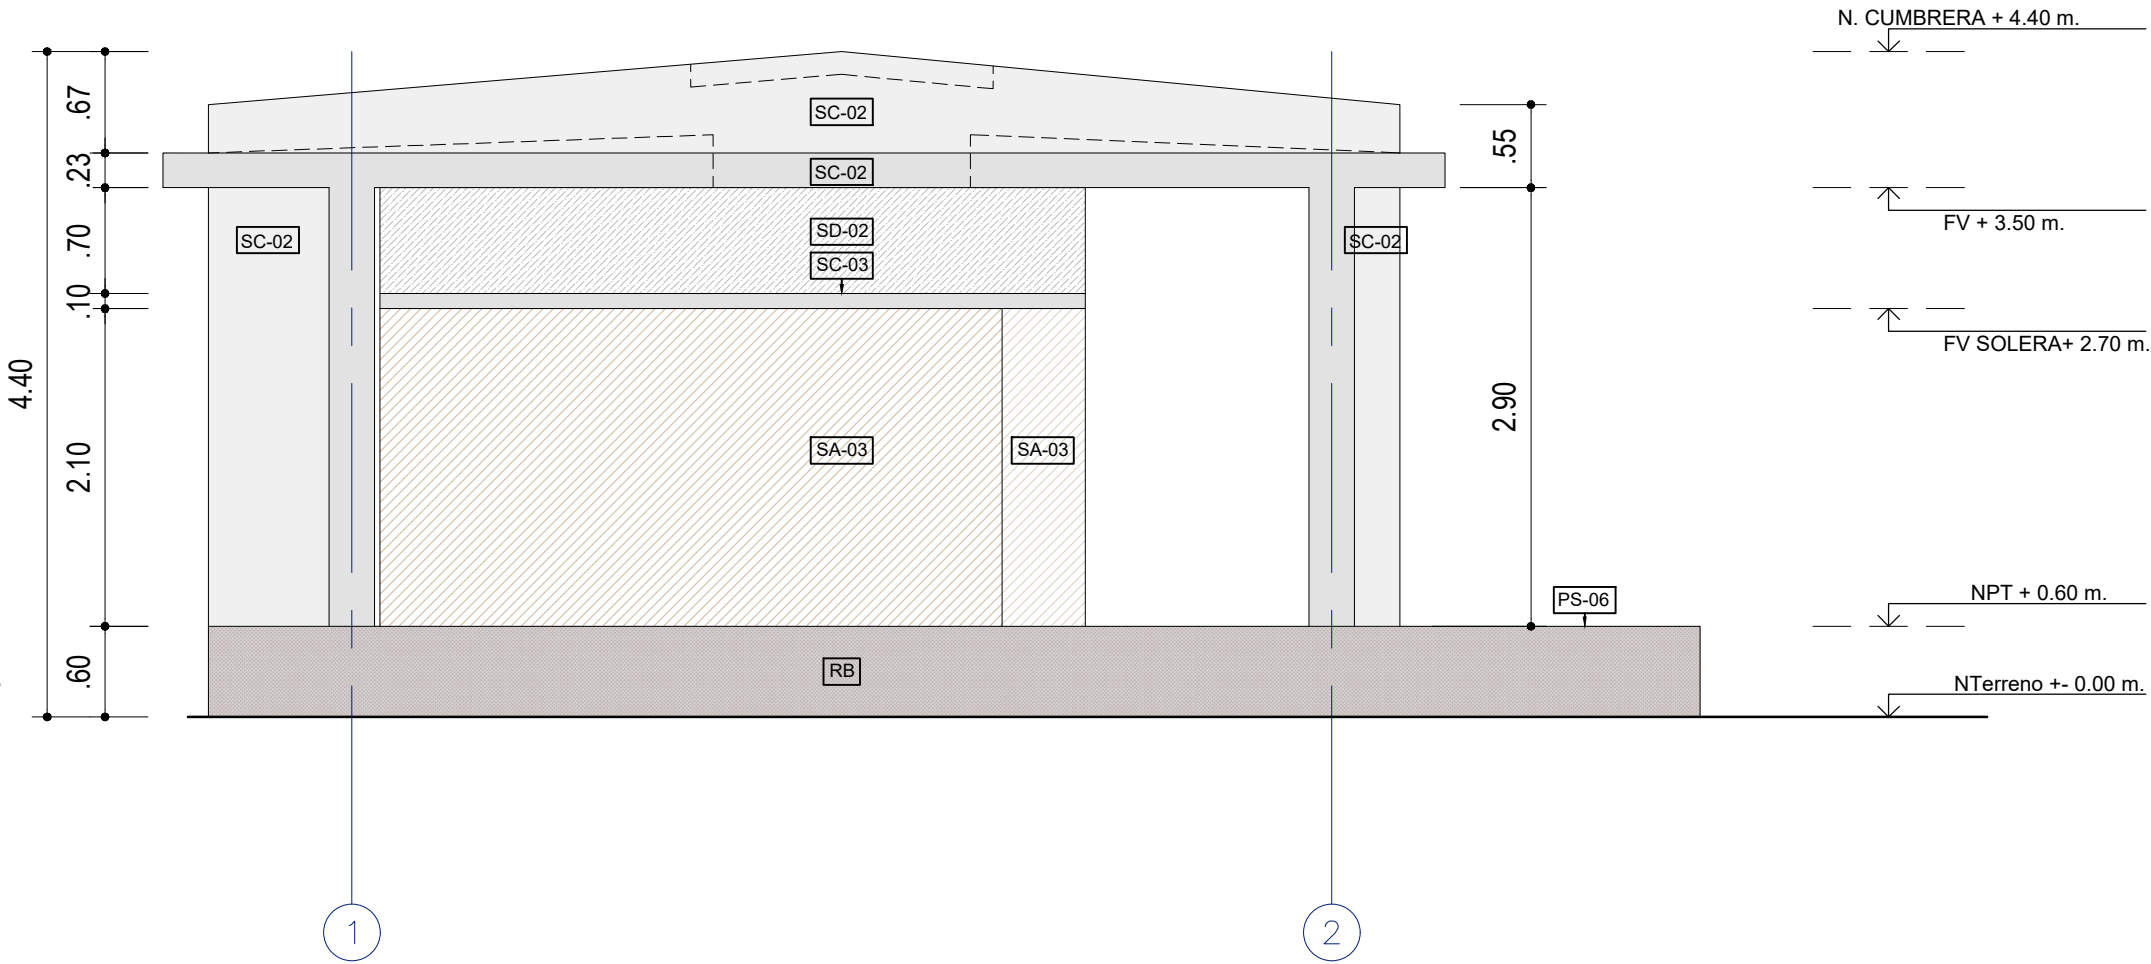 N. CUMBRERA + 4.40 m.
.67
SC-02
.55
.23
SC-02
FV + 3.50 m.
.70
SC-02
SD-02
SC-02
SC-03
.10
FV SOLERA+ 2.70 m.
4.40
2.90
2.10
SA-03
SA-03
PS-06
NPT + 0.60 m.
.60
RB
NTerreno +- 0.00 m.
1
2